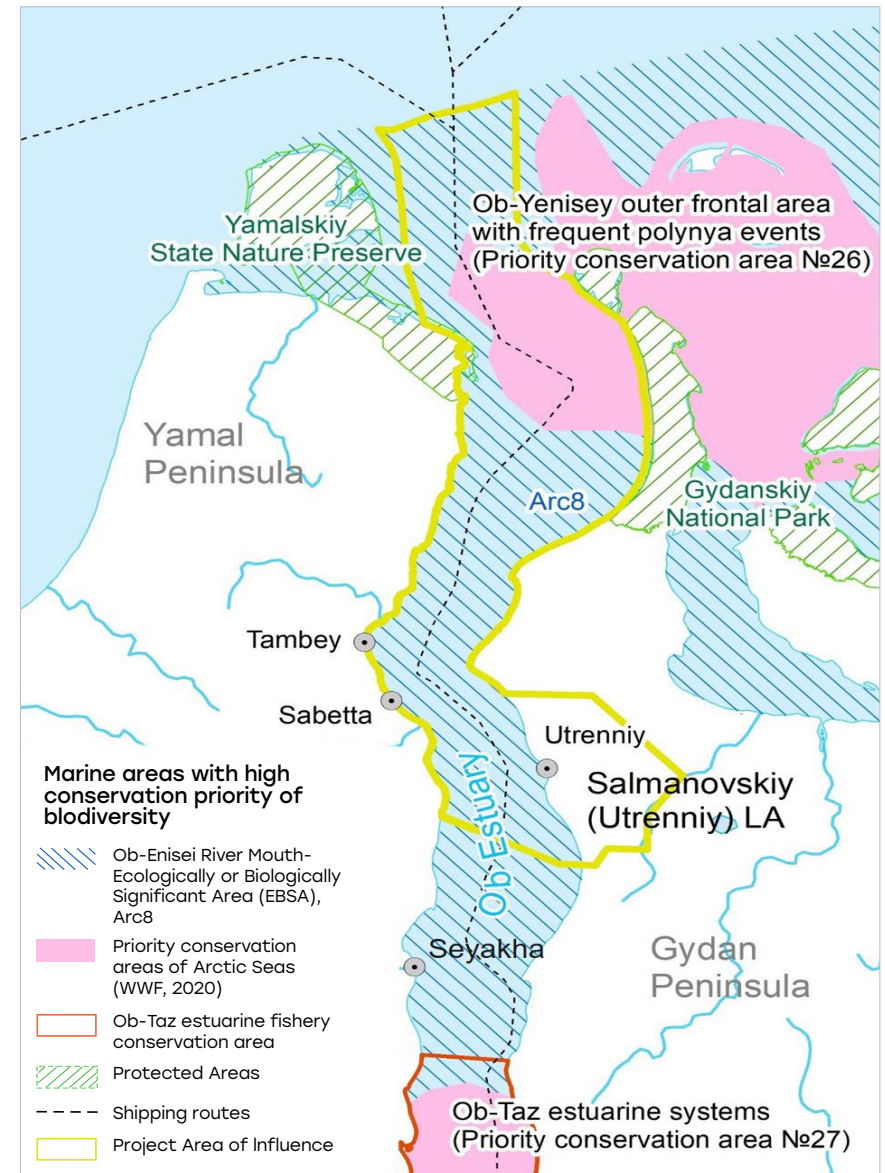 Yamalskiy
State Nature Preserve
Ob-Yenisey outer frontal area
with frequent polynya events
(Priority conservation area №26)
Yamal
Peninsula
Arc8
Gydanskiy
National Park
Tambey
Sabetta
Utrenniy
Salmanovskiy
(Utrenniy) LA
Ob Estuary
Seyakha
Gydan
Peninsula
Ob-Taz estuarine systems
(Priority conservation area №27)
Marine areas with high
conservation priority of
blodiversity
Ob-Enisei River Mouth-
Ecologically or Biologically
Significant Area (EBSA),
Arc8
Priority conservation
areas of Arctic Seas
(WWF, 2020)
Ob-Taz estuarine fishery
conservation area
Protected Areas
Shipping routes
Project Area of Influence